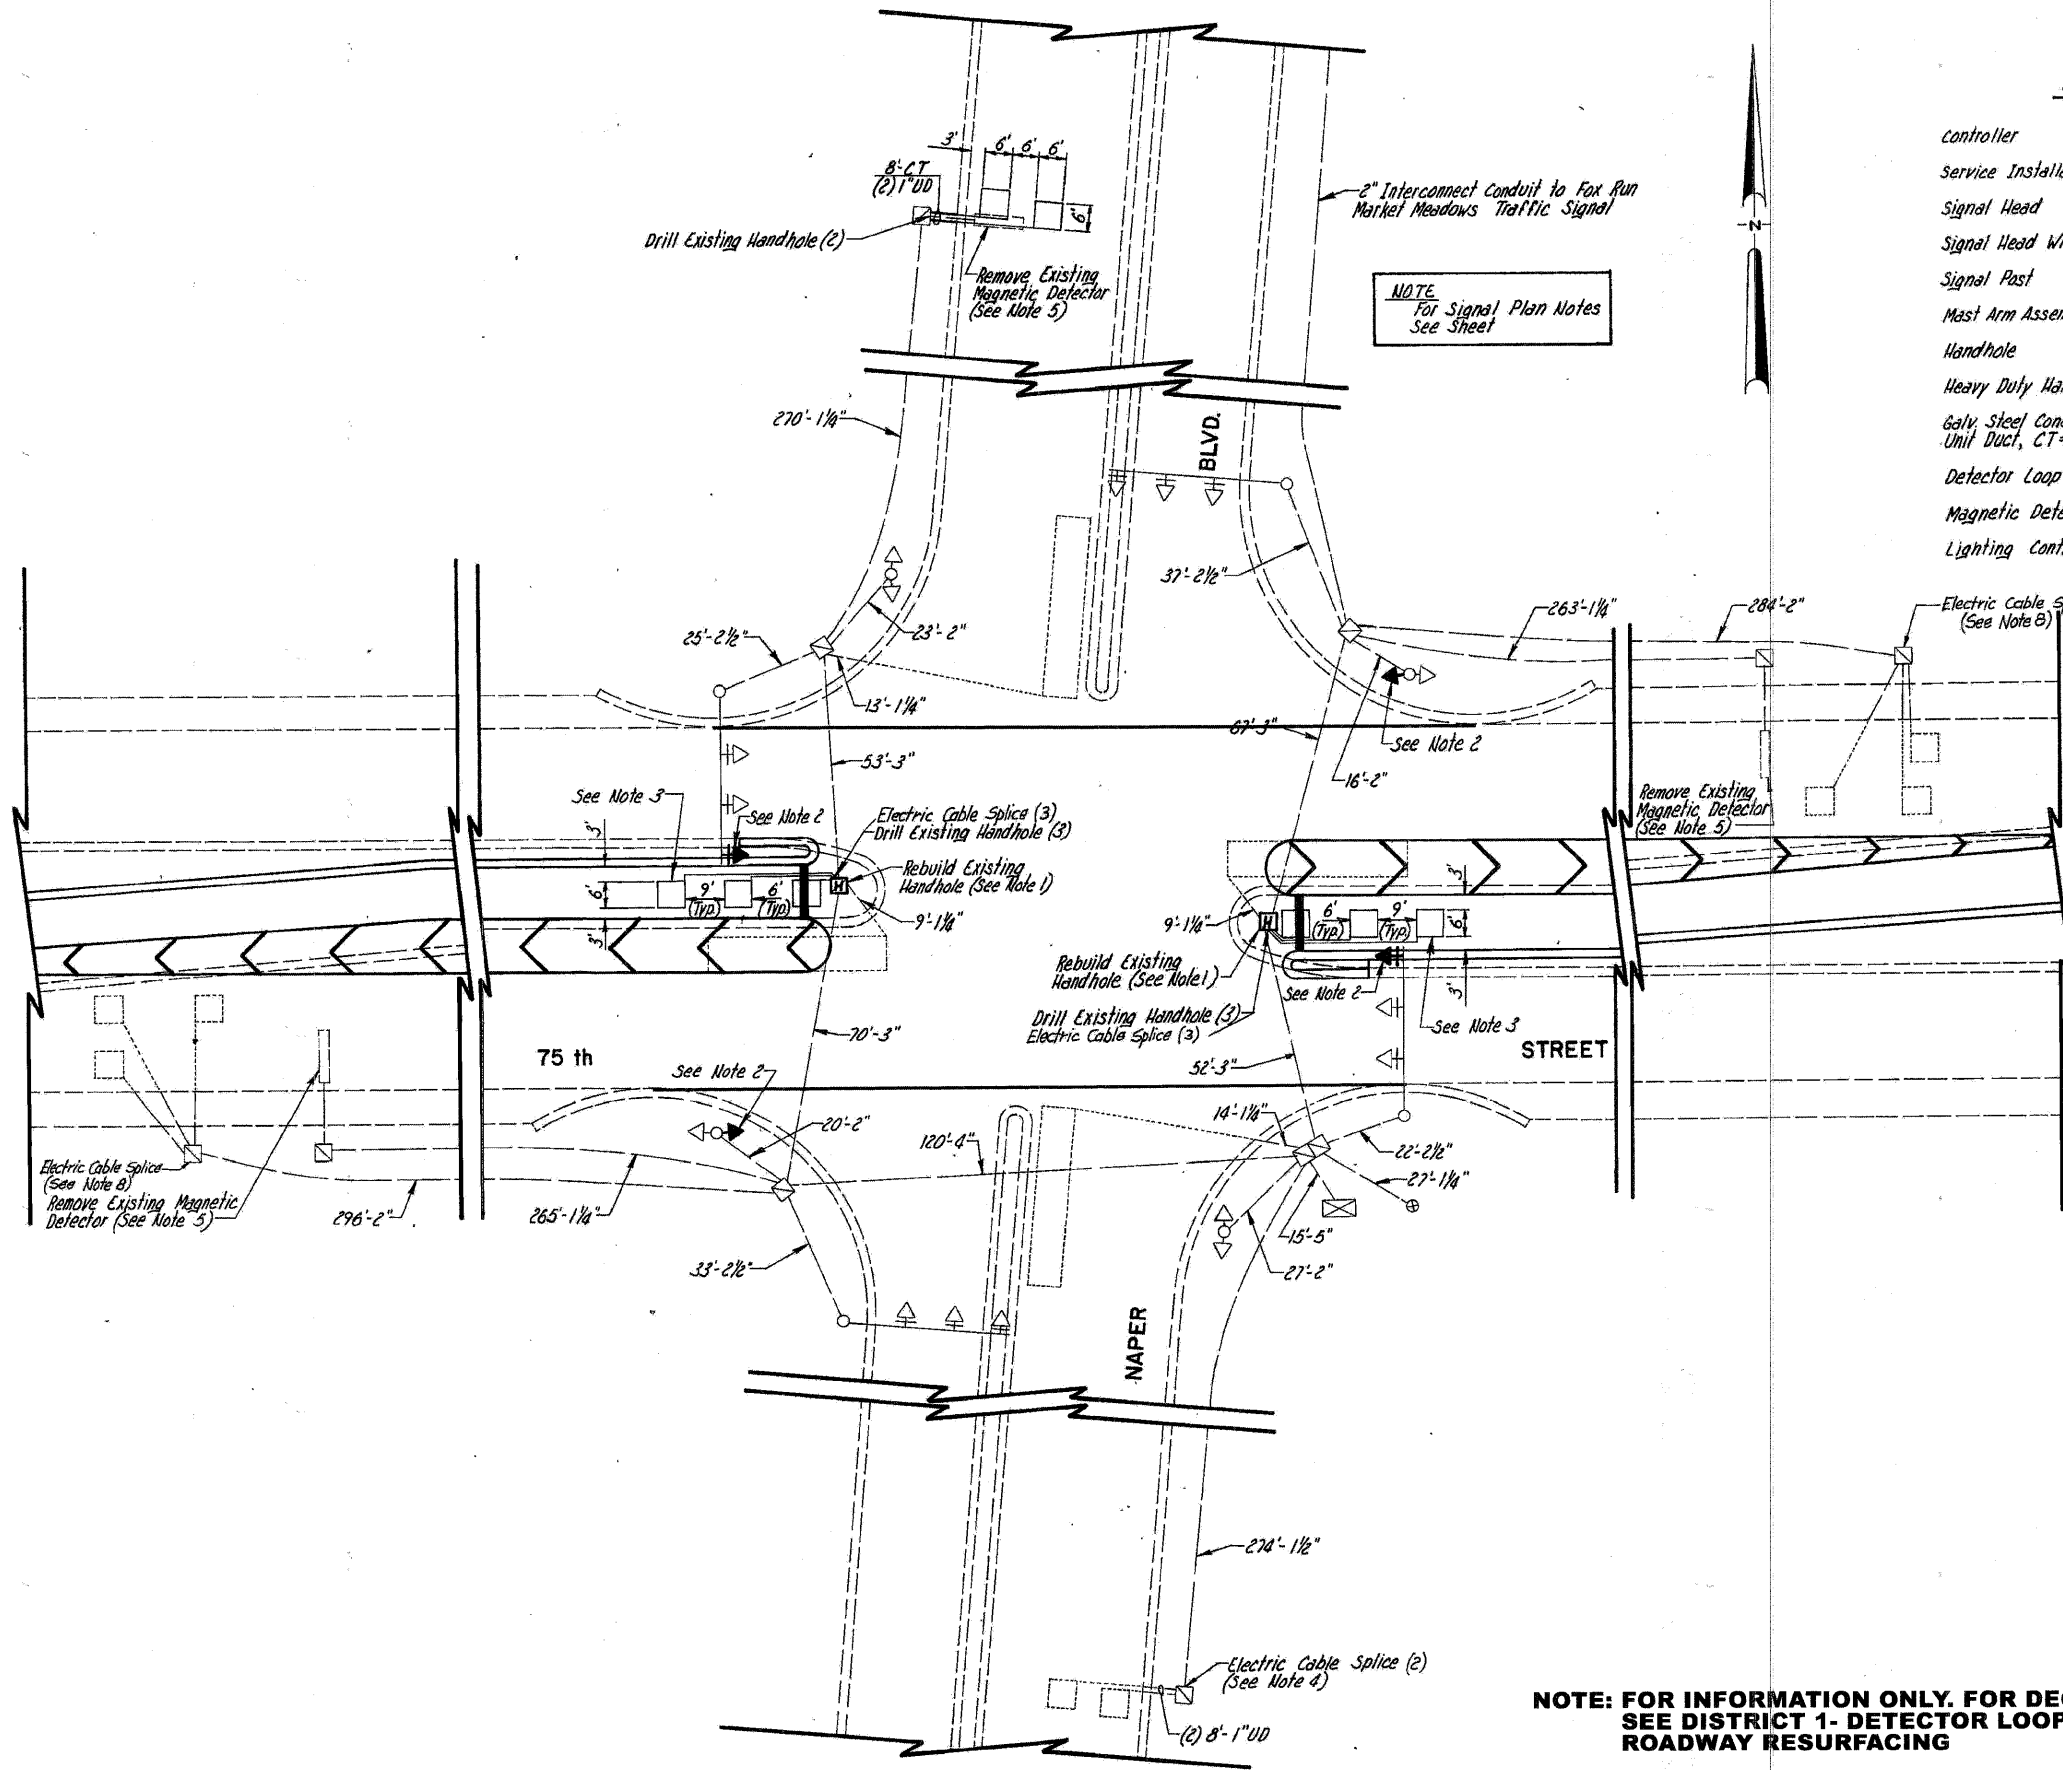 Controller
Signal Head
Signal Post
Mast Arm
Handhole
Heavy Duty
Galv. Steel
Unit Duct, CT=
Detector Loop
Magnetic
Lighting
3'
6'
6'
6'
8'-CT
(2) 1"UD
6'
Drill Existing Handhole (2)
Remove Existing
Magnetic Detector
(See Note 5)
2" Interconnect Conduit to Fox Run
Market Meadows Traffic Signal
N
NOTE
For Signal Plan Notes
See Sheet
270'-1¼"
BLVD.
37'-2½"
25'-2½"
23'-2"
13'-1¼"
263'-1¼"
284'-2"
Electric Cable
(See Note 8)
53'-3"
67'-3"
See Note 2
16'-2"
See Note 3
3'
See Note 2
Electric Cable Splice (3)
Drill Existing Handhole (3)
Rebuild Existing
Handhole (See Note 1)
H
6'
9'
(Typ.)
6'
(Typ.)
3'
9'-1¼"
Remove Existing
Magnetic Detector
(See Note 5)
3'
9'-1¼"
H
6'
(Typ.)
9'
(Typ.)
6'
Rebuild Existing
Handhole (See Note 1)
See Note 2
3'
Drill Existing Handhole (3)
Electric Cable Splice (3)
See Note 3
70'-3"
75 th
STREET
See Note 2
52'-3"
20'-2"
120'-4"
14'-1¼"
22'-2½"
27'-1¼"
Electric Cable Splice
(See Note 8)
Remove Existing Magnetic
Detector (See Note 5)
296'-2"
265'-1¼"
33'-2½"
15'-5"
27'-2"
NAPER
274'-1½"
Electric Cable Splice (2)
(See Note 4)
(2) 8'-1"UD
NOTE: FOR INFORMATION ONLY. FOR
SEE DISTRICT 1- DETECTOR LOOP
ROADWAY RESURFACING